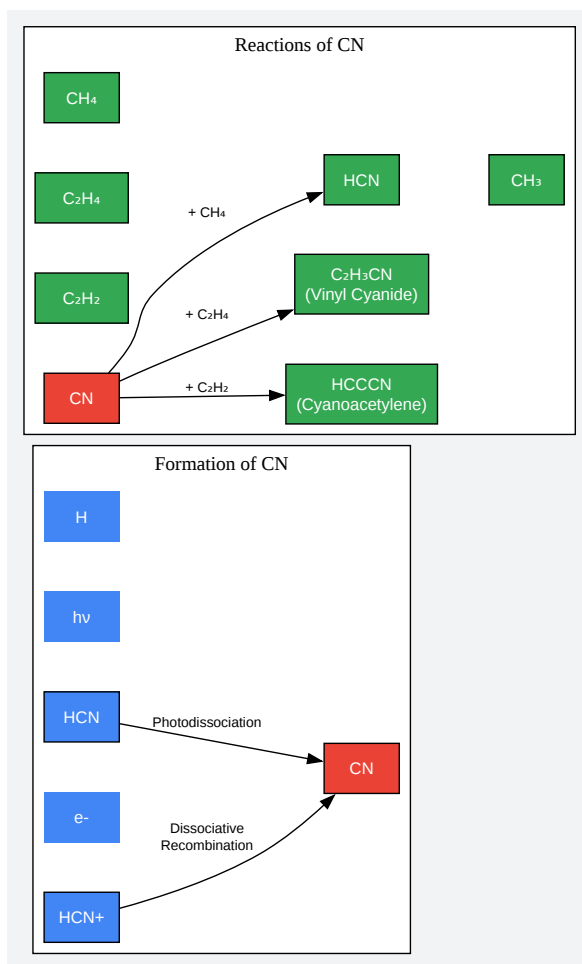 Reactions of CN
CH₄
HCN
CH₃
C₂H₄
+ CH₄
C₂H₃CN
(Vinyl Cyanide)
C₂H₂
+ C₂H₄
CN
+ C₂H₂
HCCCN
(Cyanoacetylene)
Formation of CN
H
hν
HCN
Photodissociation
CN
e-
Dissociative
Recombination
HCN+